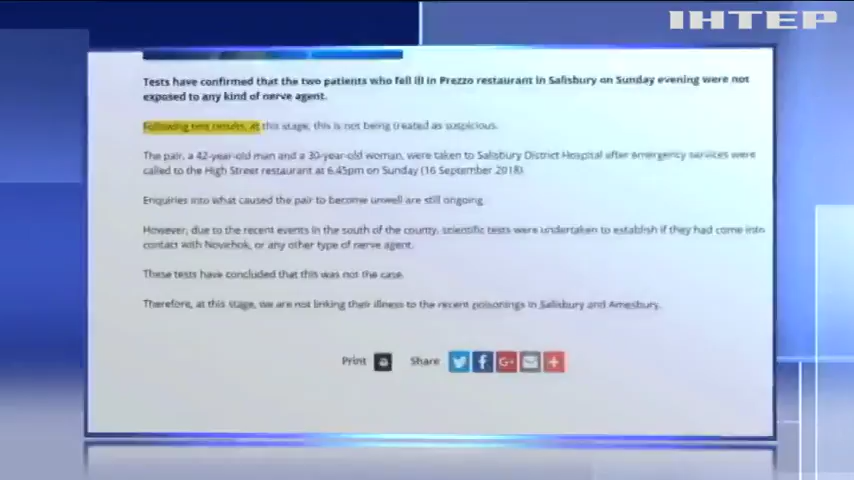 ІНТЕР
Tests have confirmed that the two patients who fell ill in Prezzo restaurant in Salisbury on Sunday evening were not
exposed to any kind of nerve agent.
Following test results, at this stage, this is not being treated as suspicious.
The pair, a 42-year-old man and a 30-year-old woman, were taken to Salisbury District Hospital after emergency services were
called to the High Street restaurant at 6.45pm on Sunday (16 September 2018).
Enquiries into what caused the pair to become unwell are still ongoing.
However, due to the recent events in the south of the county, scientific tests were undertaken to establish if they had come into
contact with Novichok, or any other type of nerve agent.
These tests have concluded that this was not the case.
Therefore, at this stage, we are not linking their illness to the recent poisonings in Salisbury and Amesbury.
Print Share